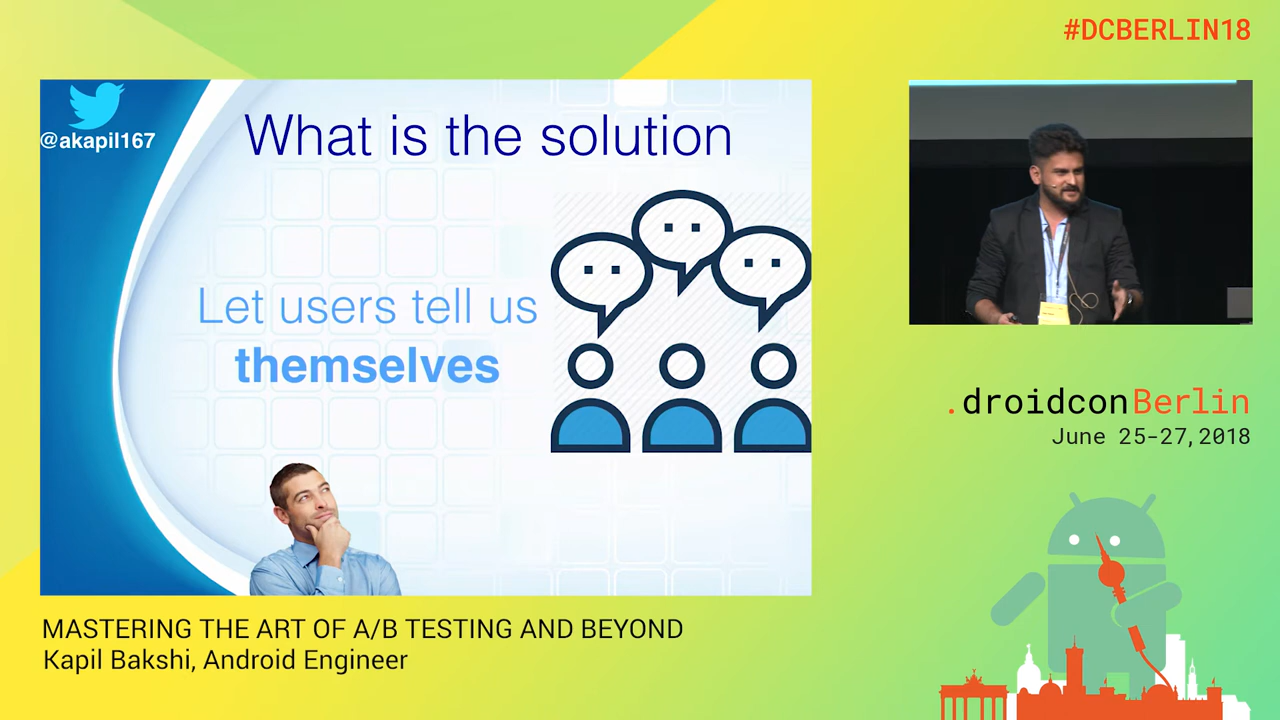 #DCBERLIN18
@akapil167
What is the solution
Let users tell us
themselves
.droidconBerlin
June 25-27,2018
MASTERING THE ART OF A/B TESTING AND BEYOND
Kapil Bakshi, Android Engineer